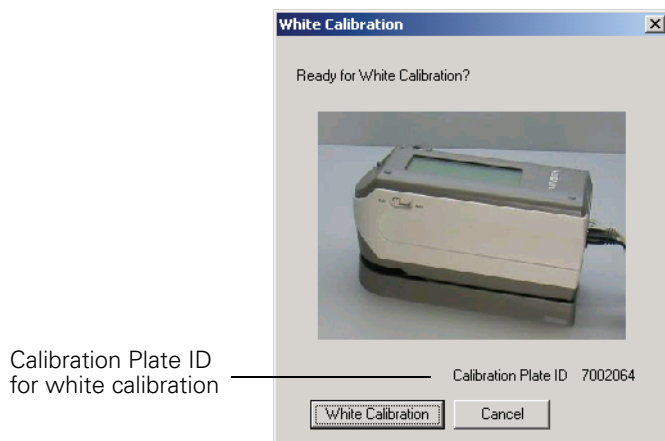 White Calibration
Ready for White Calibration?
Calibration Plate ID
for white calibration
Calibration Plate ID 7002064
White Calibration Cancel